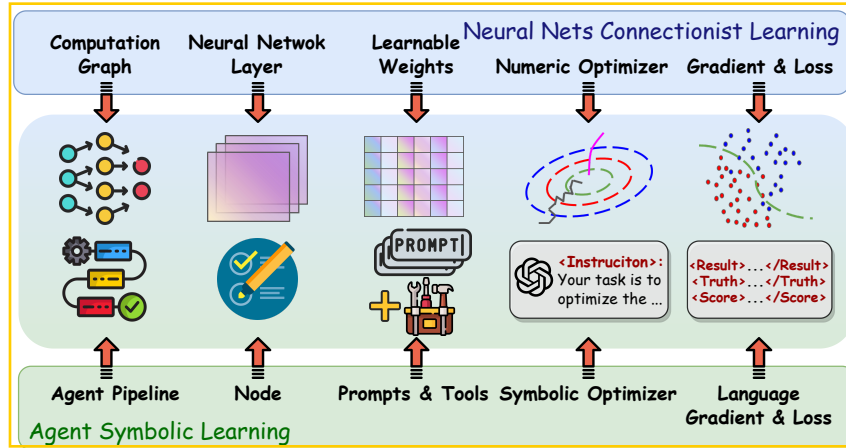 Neural Nets Connectionist Learning
Computation
Graph
Neural Netwok
Layer
Learnable
Weights
Numeric Optimizer
Gradient & Loss
PROMPT
<Instruciton>:
Your task is to
optimize the ...
<Result>...</Result>
<Truth>...</Truth>
<Score>...</Score>
Agent Pipeline
Node
Prompts & Tools
Symbolic Optimizer
Language
Gradient & Loss
Agent Symbolic Learning